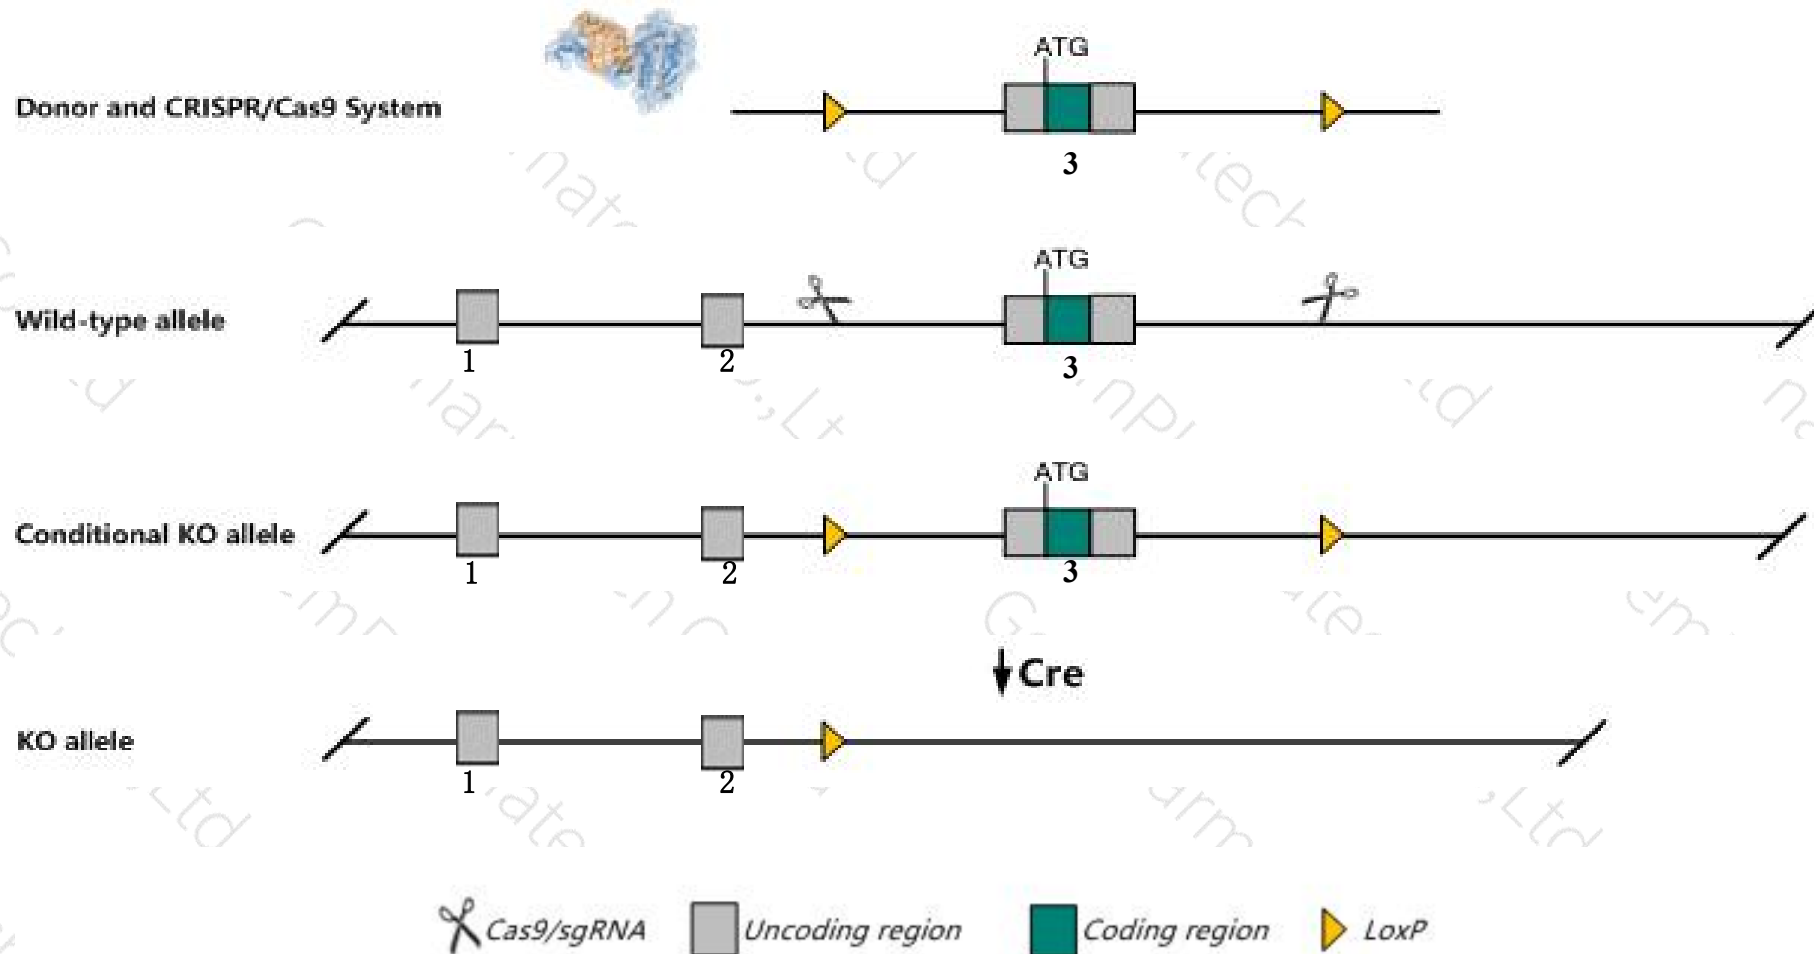 ATG
Donor and CRISPR/Cas9 System
3
ATG
Wild-type allele
1 2 3
ATG
Conditional KO allele
1 2 3
Cre
KO allele
1 2
Cas9/sgRNA Uncoding region Coding region LoxP